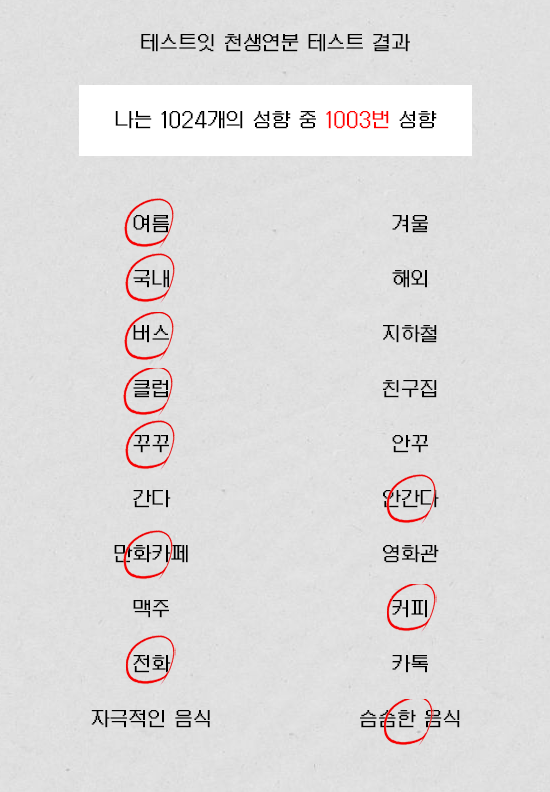 테스트잇 천생연분 테스트 결과
나는 1024개의 성향 중 1003번 성향
여름 겨울
국내 해외
버스 지하철
클럽 친구집
꾸꾸 안꾸
간다 안간다
만화카페 영화관
맥주 커피
전화 카톡
자극적인 음식 슴슴한 음식